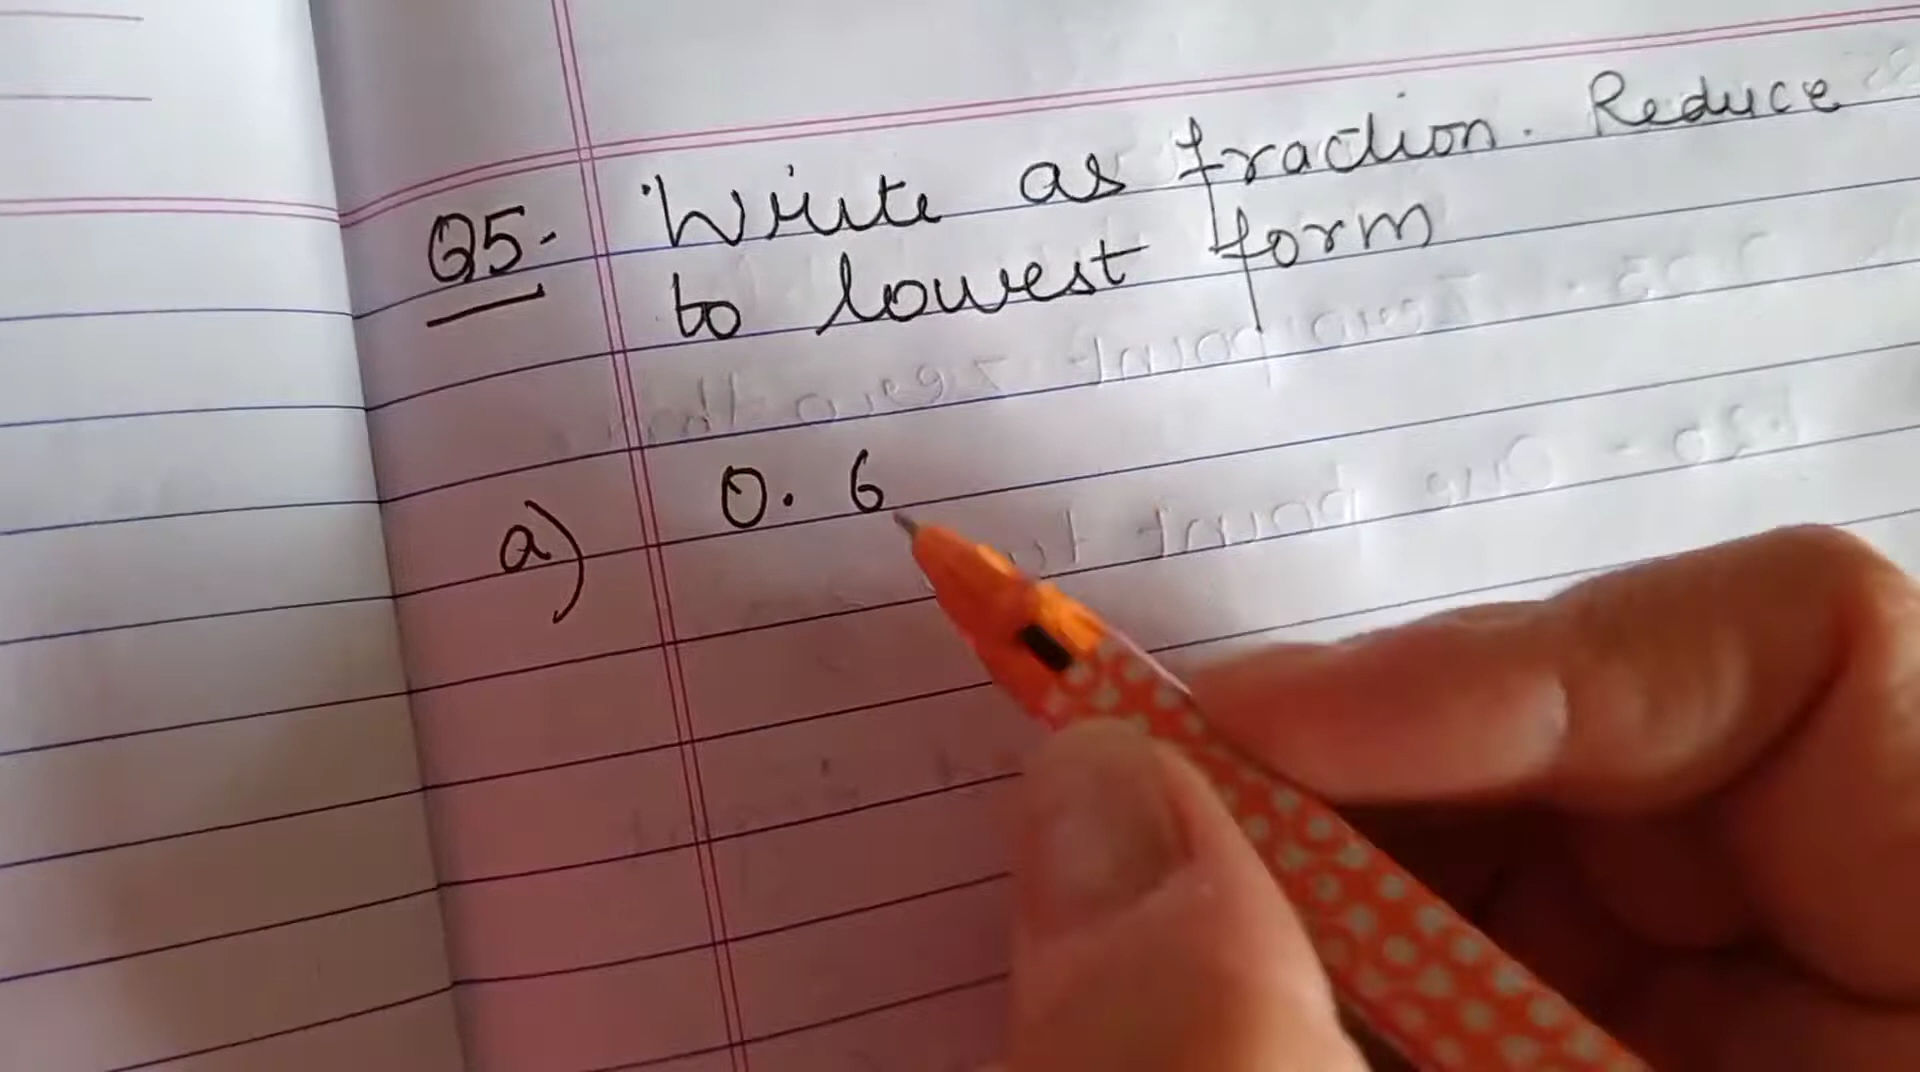 Q5. Write as fraction. Reduce
to lowest form
a) 0.6